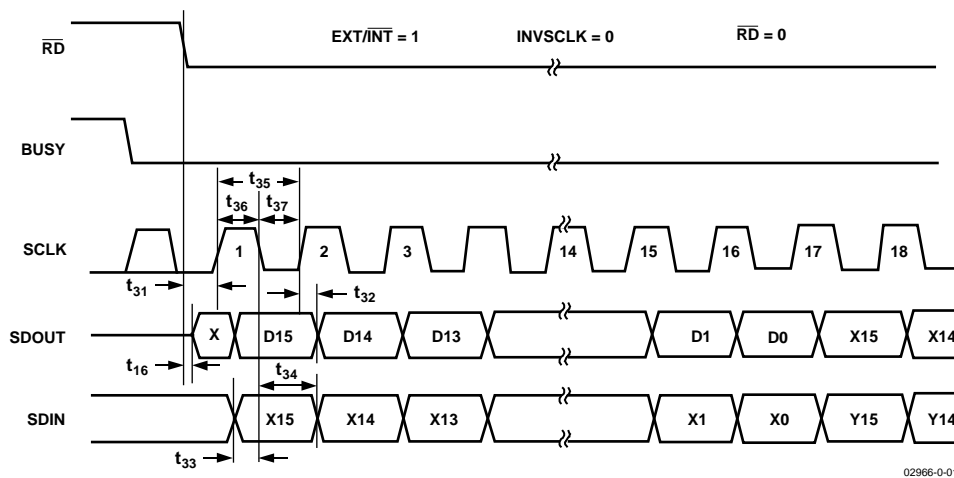 EXT/INT = 1 INVSCLK = 0 RD = 0
RD
BUSY
t35
t36 t37
SCLK 1 2 3 14 15 16 17 18
t31 t32
SDOUT X D15 D14 D13 D1 D0 X15 X14
t16 t34
SDIN X15 X14 X13 X1 X0 Y15 Y14
t33
02966-0-01